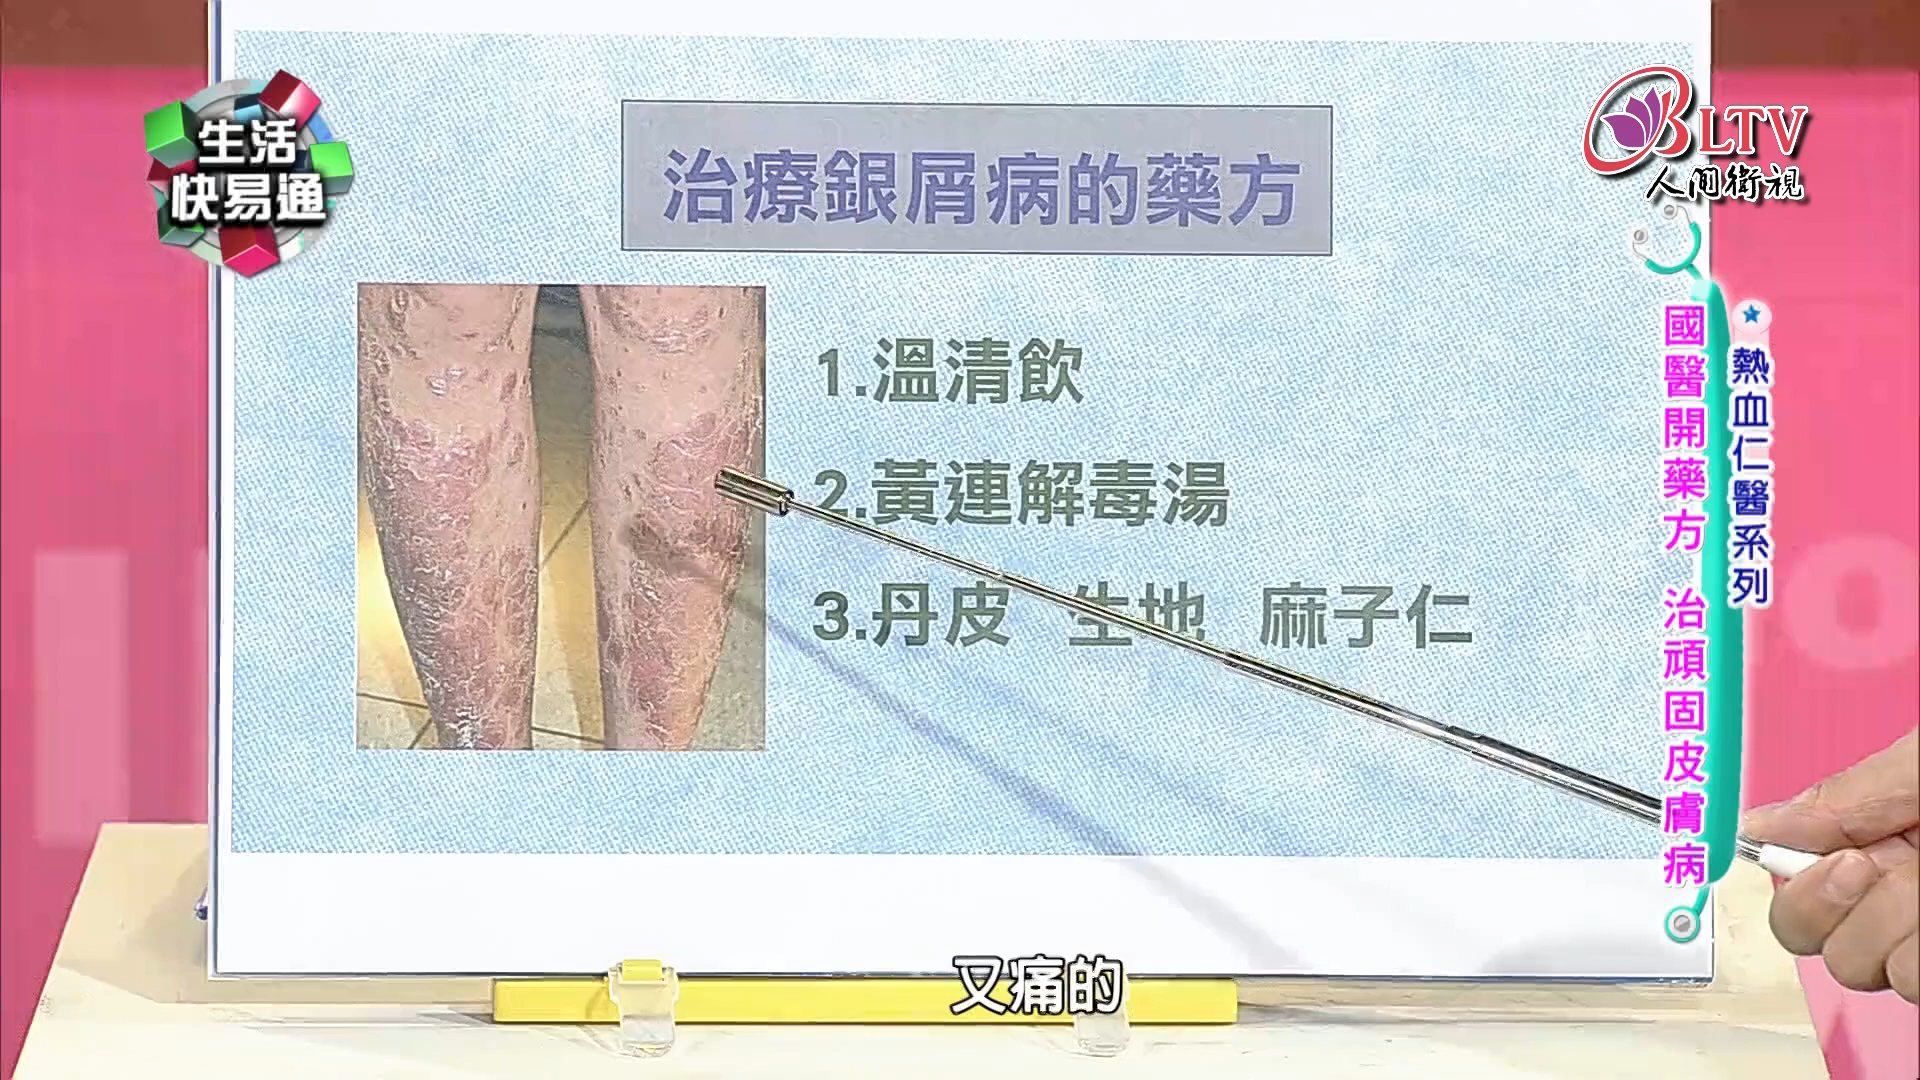 生活
快易通
BLTV
人間衛視
治療銀屑病的藥方
1.溫清飲
2.黃連解毒湯
3.丹皮 生地 麻子仁
熱血仁醫系列
國醫開藥方 治頑固皮膚病
又痛的